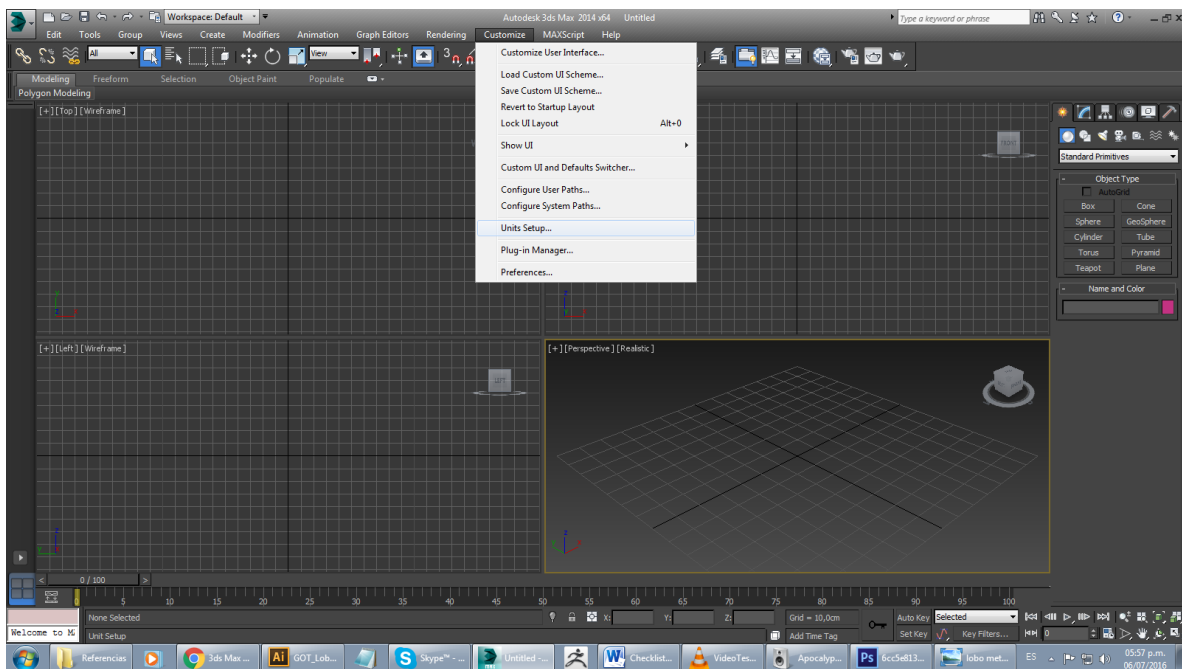 Workspace: Default
Autodesk 3ds Max 2014 x64 Untitled
Type a keyword or phrase
Edit Tools Group Views Create Modifiers Animation Graph Editors Rendering Customize MAXScript Help
All
View
3
Modeling Freeform Selection Object Paint Populate
Polygon Modeling
Customize User Interface...
Load Custom UI Scheme...
Save Custom UI Scheme...
Revert to Startup Layout
Lock UI Layout Alt+0
Show UI
Custom UI and Defaults Switcher...
Configure User Paths...
Configure System Paths...
Units Setup...
Plug-in Manager...
Preferences...
[+] [Top] [Wireframe]
FRONT
[+] [Left] [Wireframe]
LEFT
[+] [Perspective] [Realistic]
Standard Primitives
- Object Type
AutoGrid
Box Cone
Sphere GeoSphere
Cylinder Tube
Torus Pyramid
Teapot Plane
- Name and Color
< 0 / 100 >
0 5 10 15 20 25 30 35 40 45 50 55 60 65 70 75 80 85 90 95 100
None Selected X: Y: Z: Grid = 10,0cm Auto Key Selected
Welcome to M Unit Setup Add Time Tag Set Key Key Filters... 0
Referencias 3ds Max ... GOT_Lob... Skype™ - ... Untitled -... Checklist... VideoTes... Apocalyp... 6cc5e813... lobo met... ES 05:57 p.m.
06/07/2016